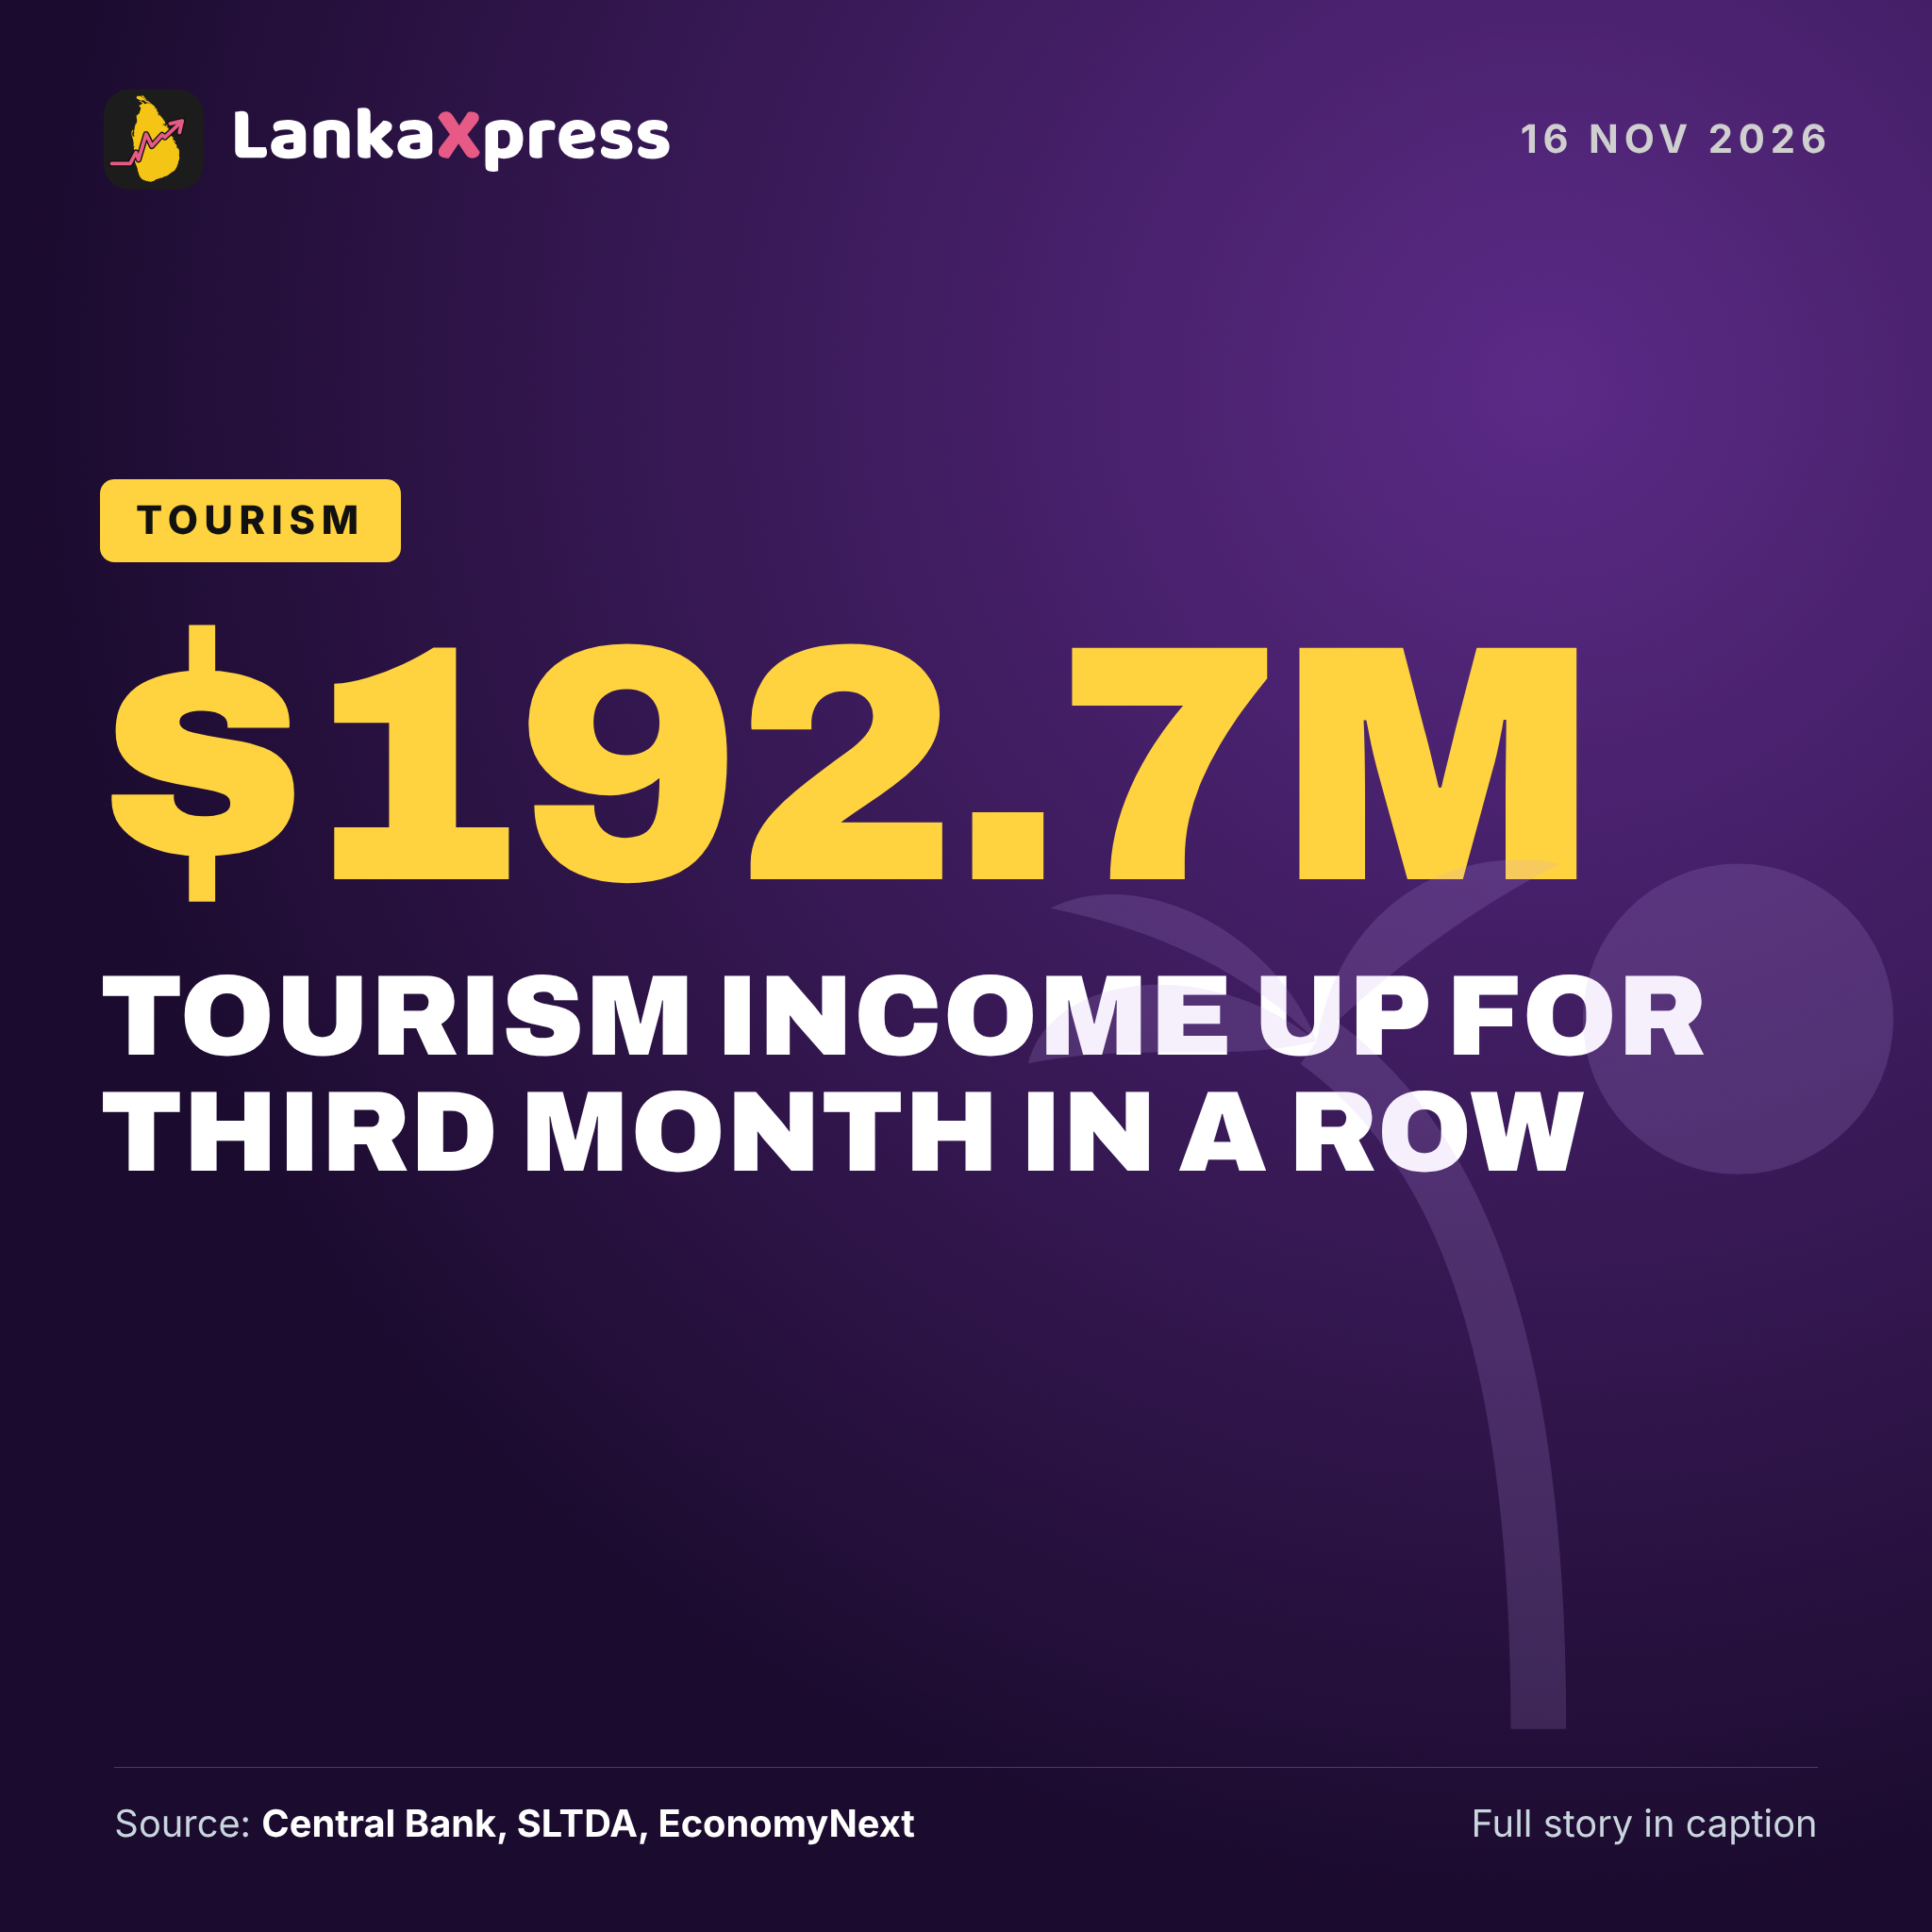 LankaXpress
16 NOV 2026
TOURISM
$192.7M
TOURISM INCOME UP FOR
THIRD MONTH IN A ROW
Source: Central Bank, SLTDA, EconomyNext
Full story in caption